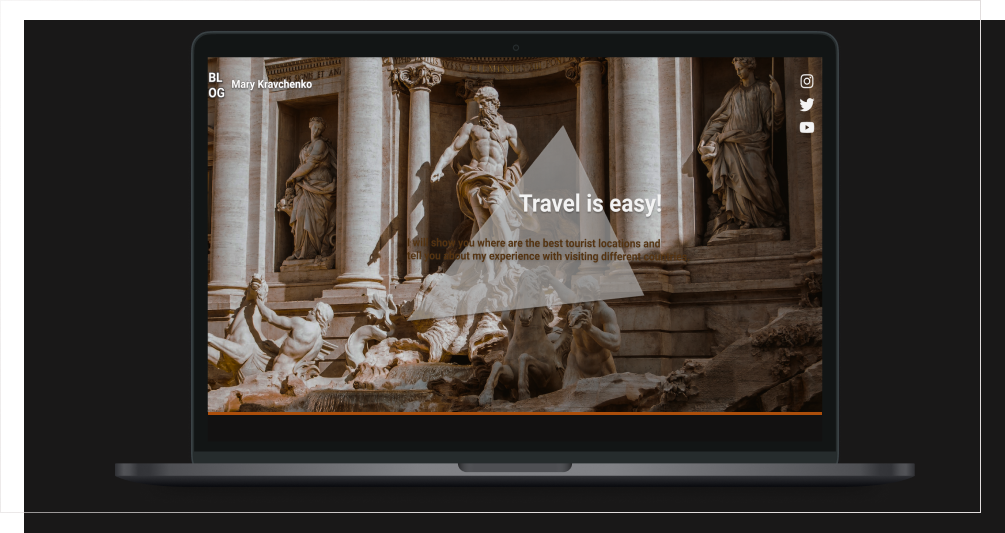 BL
OG
Mary Kravchenko
Travel is easy!
I will show you where are the best tourist locations and
tell you about my experience with visiting different